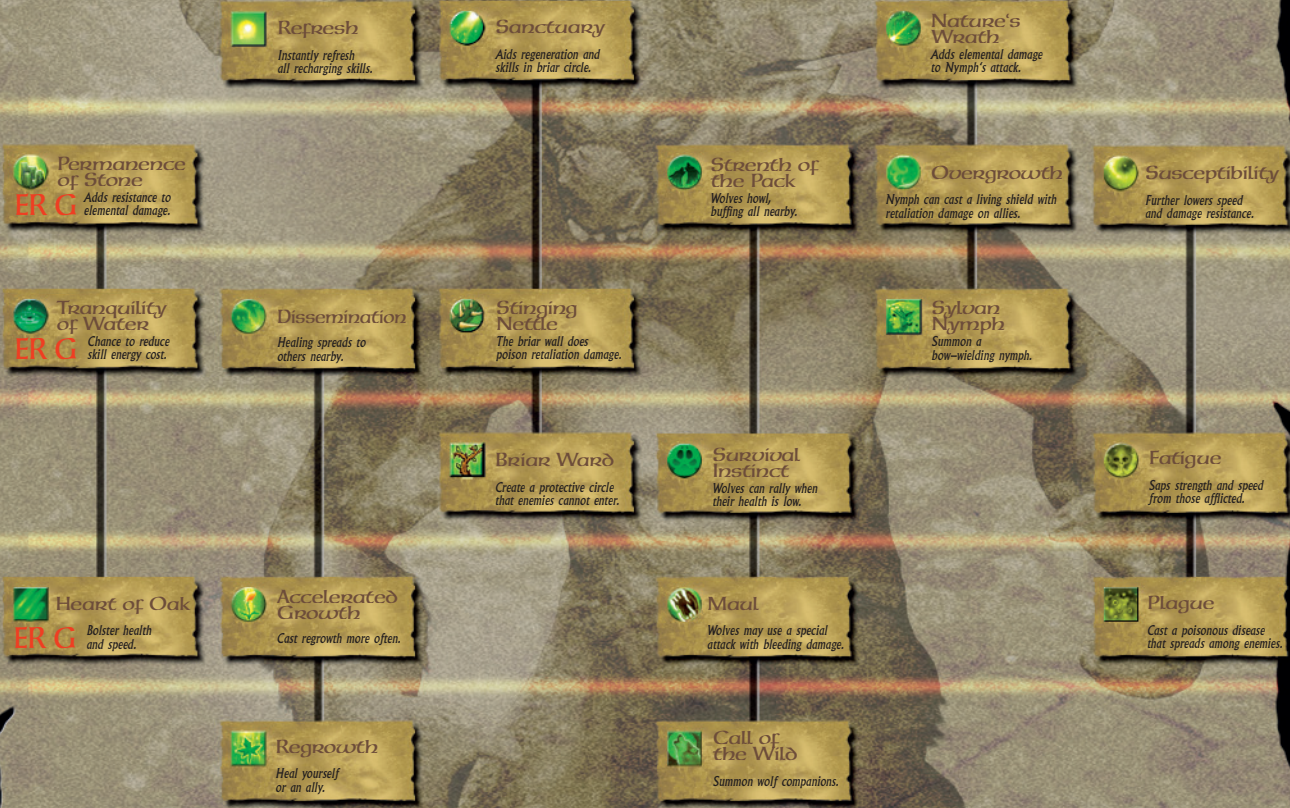 Refresh
Instantly refresh
all recharging skills.
Sanctuary
Aids regeneration and
skills in briar circle.
Nature's
Wrath
Adds elemental damage
to Nymph's attack.
Permanence
of Stone
ER G
Adds resistance to
elemental damage.
Strenth of
the Pack
Wolves howl,
buffing all nearby.
Overgrowth
Nymph can cast a living shield with
retaliation damage on allies.
Susceptibility
Further lowers speed
and damage resistance.
Tranquility
of Water
ER G
Chance to reduce
skill energy cost.
Dissemination
Healing spreads to
others nearby.
Stinging
Nettle
The briar wall does
poison retaliation damage.
Sylvan
Nymph
Summon a
bow–wielding nymph.
Briar Ward
Create a protective circle
that enemies cannot enter.
Survival
Instinct
Wolves can rally when
their health is low.
Fatigue
Saps strength and speed
from those afflicted.
Heart of Oak
ER G
Bolster health
and speed.
Accelerated
Growth
Cast regrowth more often.
Maul
Wolves may use a special
attack with bleeding damage.
Plague
Cast a poisonous disease
that spreads among enemies.
Regrowth
Heal yourself
or an ally.
Call of
the Wild
Summon wolf companions.